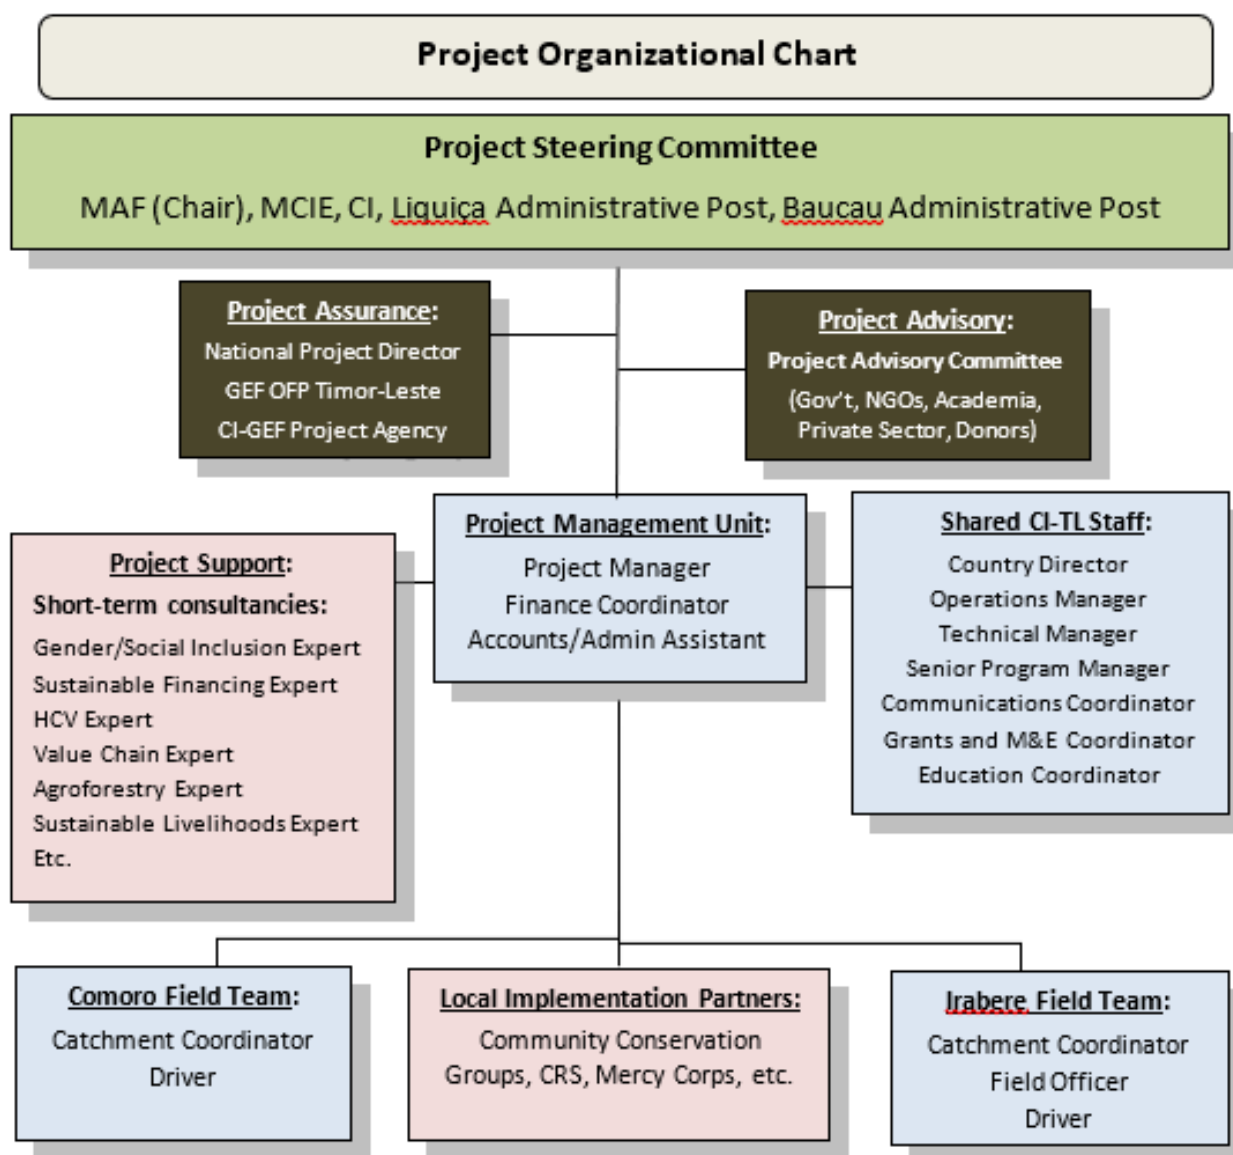 Project Organizational Chart
Project Steering Committee
MAF (Chair), MCIE, CI, Liquiça Administrative Post, Baucau Administrative Post
Project Assurance:
National Project Director
GEF OFP Timor-Leste
CI-GEF Project Agency
Project Advisory:
Project Advisory Committee
(Gov't, NGOs, Academia,
Private Sector, Donors)
Project Support:
Short-term consultancies:
Gender/Social Inclusion Expert
Sustainable Financing Expert
HCV Expert
Value Chain Expert
Agroforestry Expert
Sustainable Livelihoods Expert
Etc.
Project Management Unit:
Project Manager
Finance Coordinator
Accounts/Admin Assistant
Shared CI-TL Staff:
Country Director
Operations Manager
Technical Manager
Senior Program Manager
Communications Coordinator
Grants and M&E Coordinator
Education Coordinator
Comoro Field Team:
Catchment Coordinator
Driver
Local Implementation Partners:
Community Conservation
Groups, CRS, Mercy Corps, etc.
Irabere Field Team:
Catchment Coordinator
Field Officer
Driver